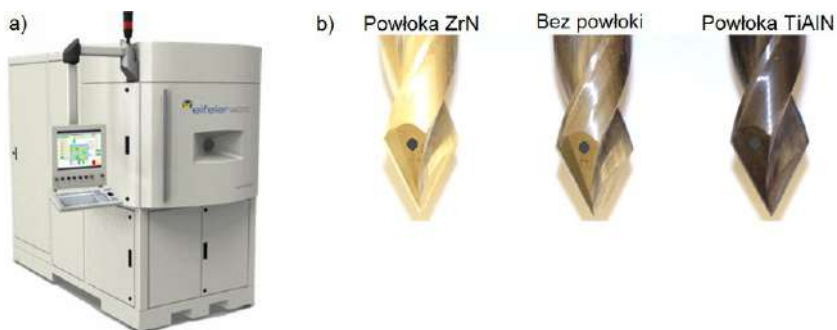 a)
b)
Powłoka ZrN
Bez powłoki
Powłoka TiAlN
eifeler